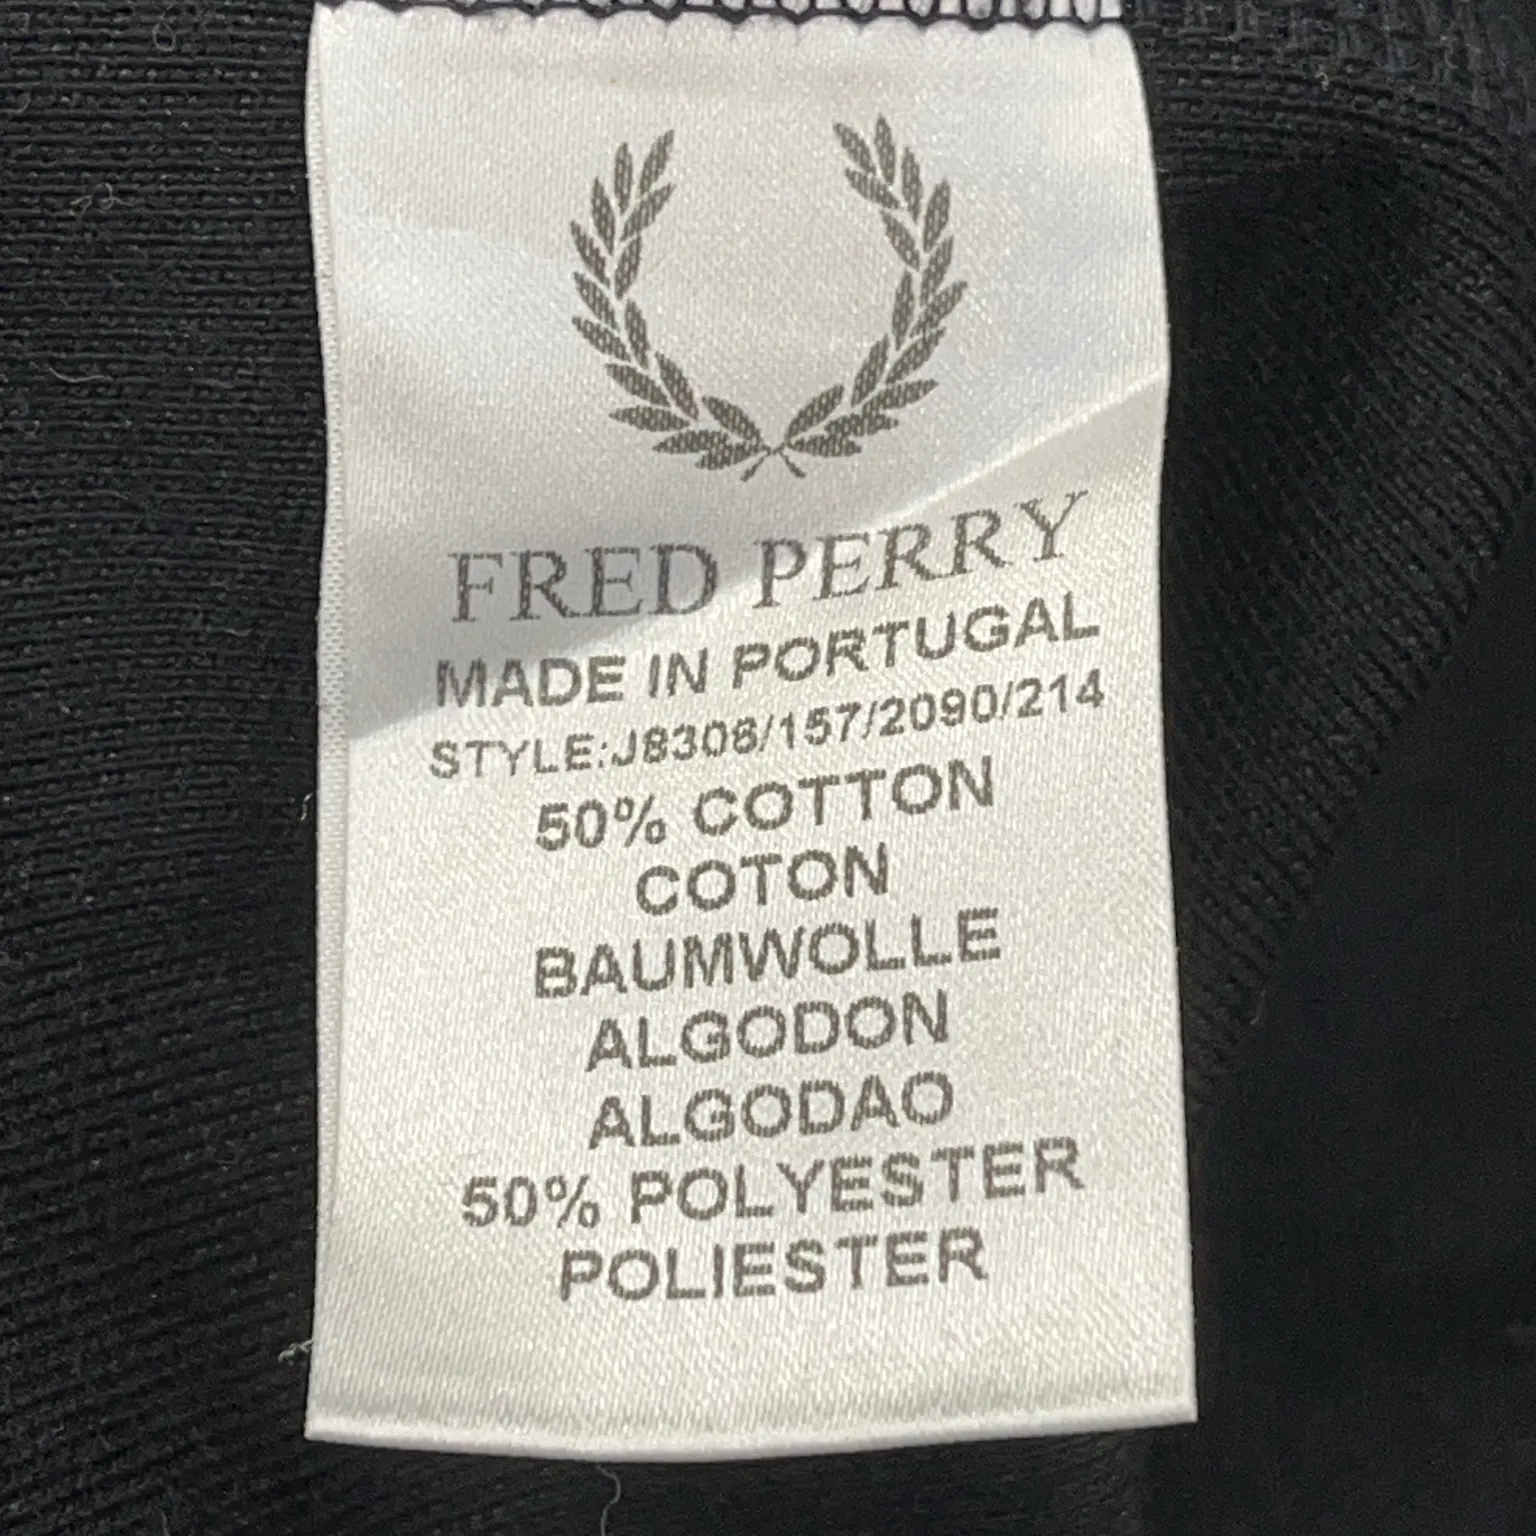 FRED PERRY
MADE IN PORTUGAL
STYLE:J8306/157/2090/214
50% COTTON
COTON
BAUMWOLLE
ALGODON
ALGODAO
50% POLYESTER
POLIESTER